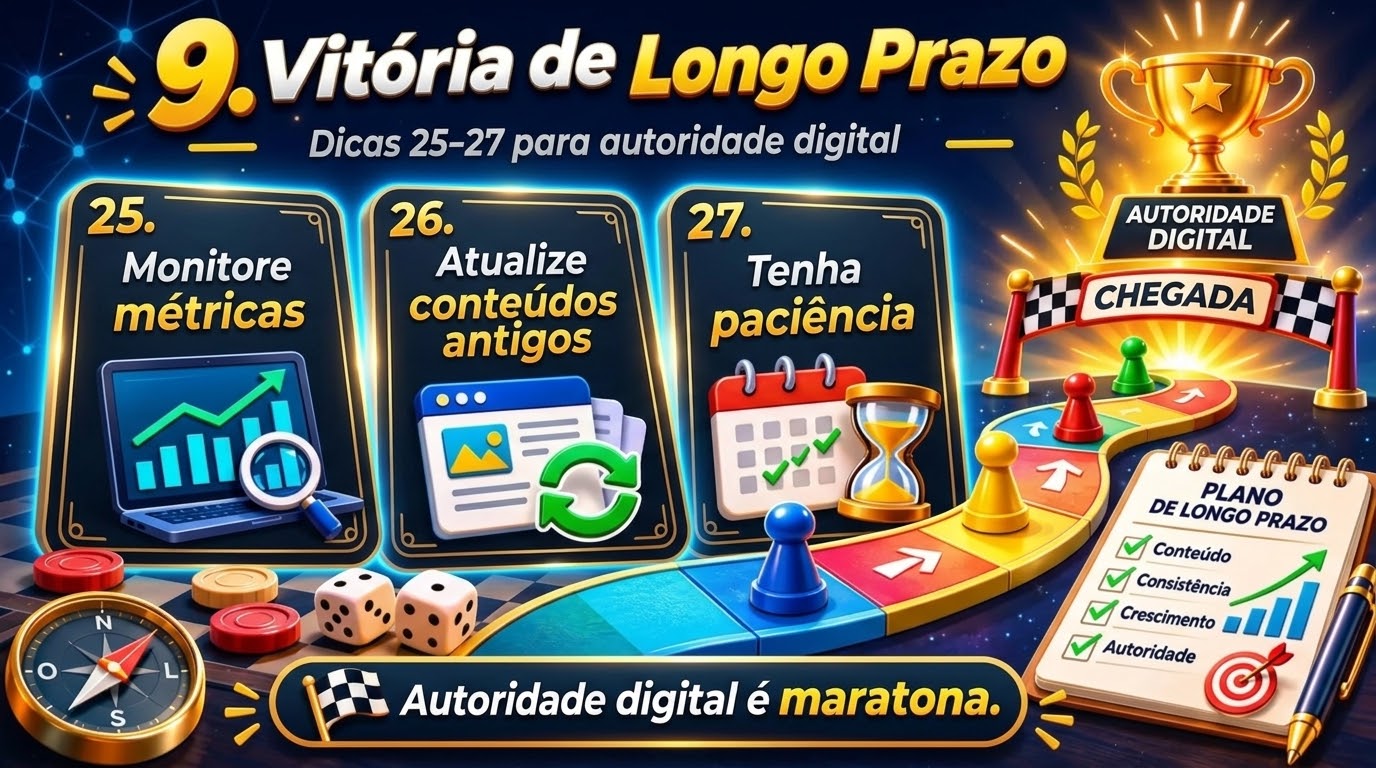 9. Vitória de Longo Prazo
Dicas 25–27 para autoridade digital
25.
Monitore
métricas
26.
Atualize
conteúdos
antigos
27.
Tenha
paciência
AUTORIDADE
DIGITAL
CHEGADA
PLANO
DE LONGO PRAZO
Conteúdo
Consistência
Crescimento
Autoridade
N
O
L
S
Autoridade digital é maratona.